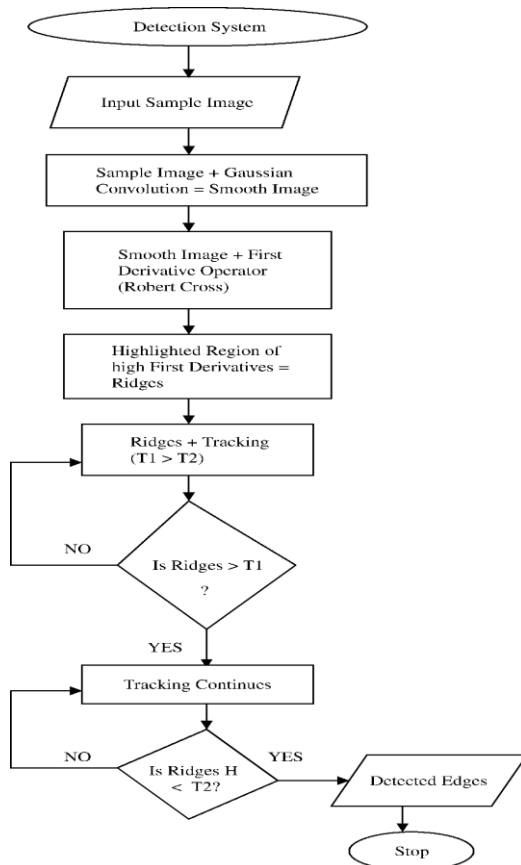 Detection System
Input Sample Image
Sample Image + Gaussian
Convolution = Smooth Image
Smooth Image + First
Derivative Operator
(Robert Cross)
Highlighted Region of
high First Derivatives =
Ridges
Ridges + Tracking
(T1 > T2)
NO
Is Ridges > T1
?
YES
Tracking Continues
NO
Is Ridges H
< T2?
YES
Detected Edges
Stop